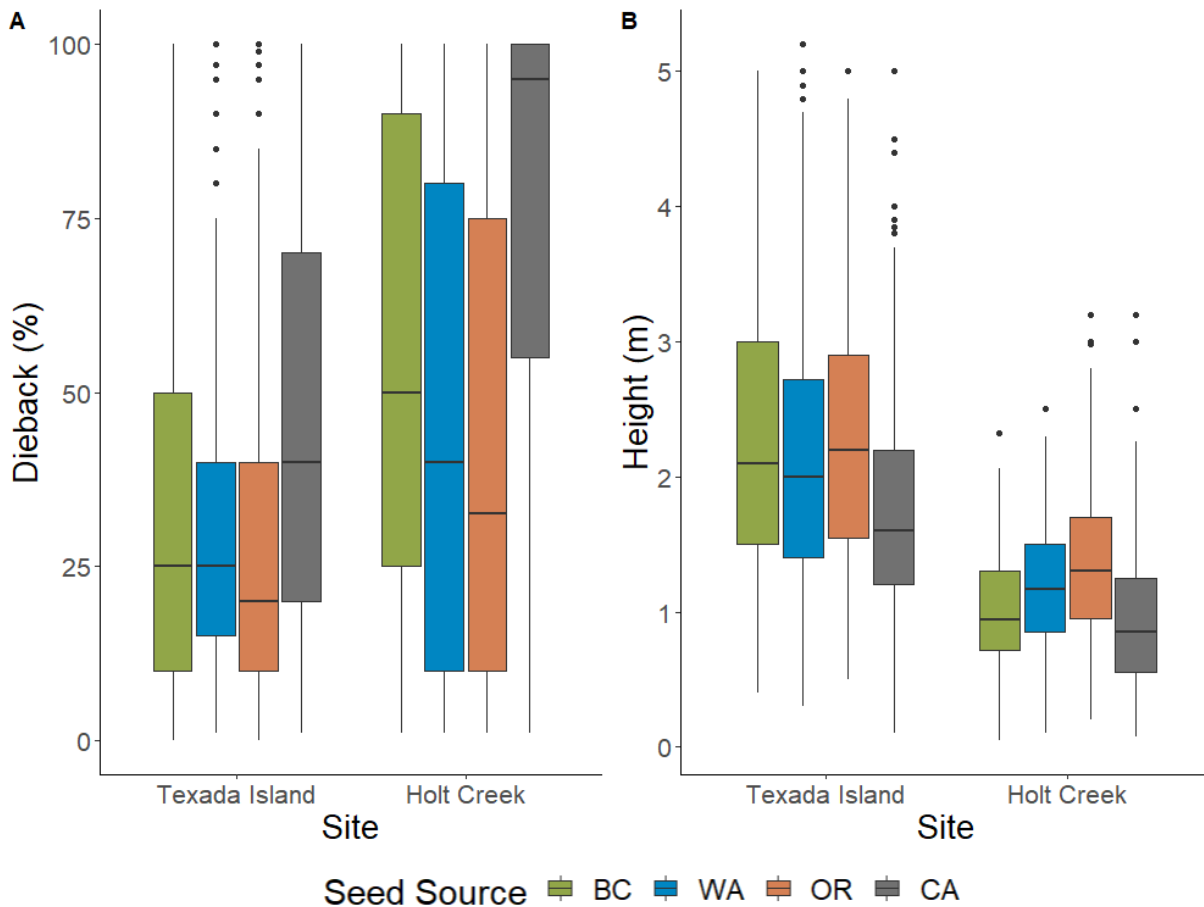 A
B
Dieback (%)
100
75
50
25
0
Texada Island Holt Creek
Site
Height (m)
5
4
3
2
1
0
Texada Island Holt Creek
Site
Seed Source BC WA OR CA